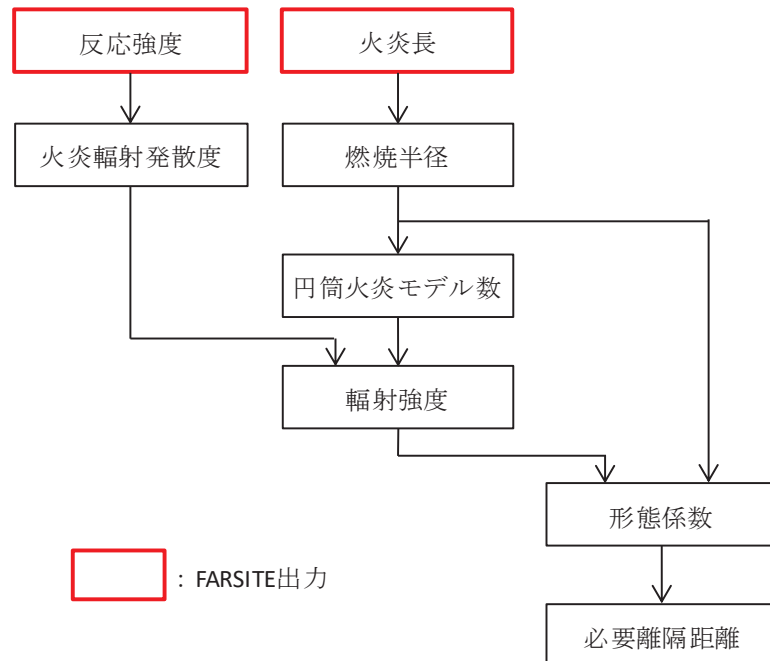 反応強度
火炎長
火炎輻射発散度
燃焼半径
円筒火炎モデル数
輻射強度
形態係数
: FARSITE出力
必要離隔距離